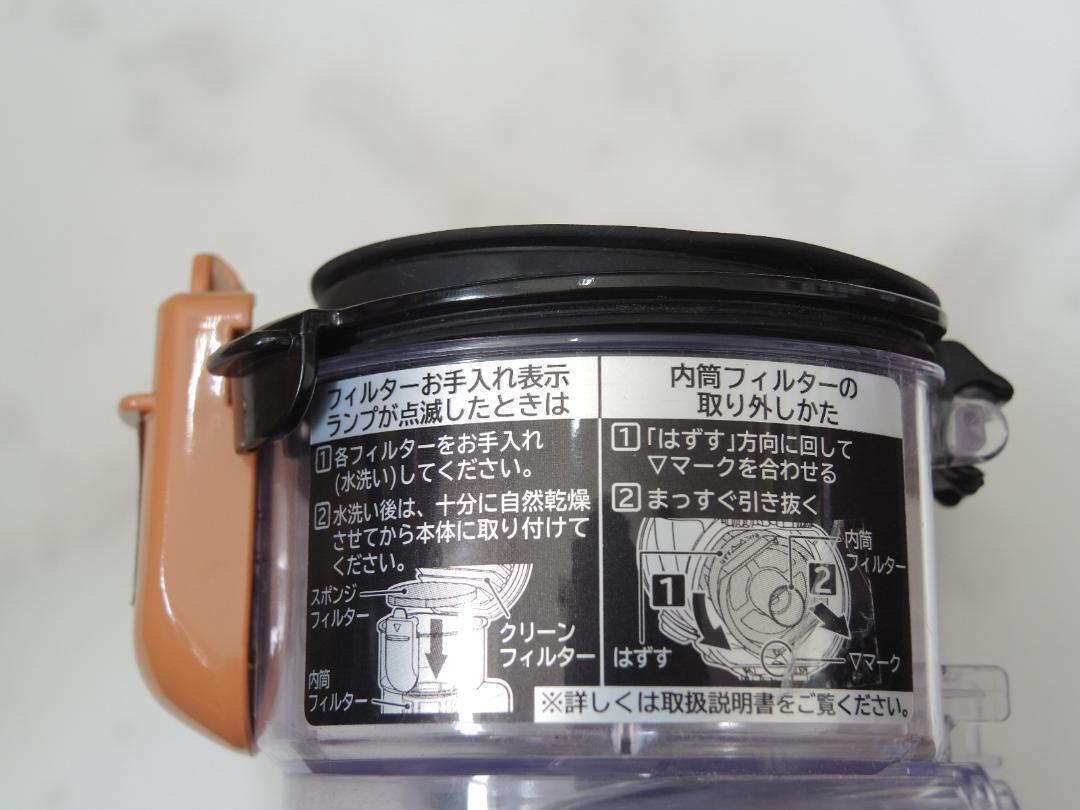 フィルターお手入れ表示
ランプが点滅したときは
1 各フィルターをお手入れ
(水洗い)してください。
2 水洗い後は、十分に自然乾燥
させてから本体に取り付けて
ください。
スポンジ
フィルター
クリーン
フィルター
内筒
フィルター
内筒フィルターの
取り外しかた
1 「はずす」方向に回して
▽マークを合わせる
2 まっすぐ引き抜く
内筒
フィルター
1
2
はずす
▽マーク
※詳しくは取扱説明書をご覧ください。